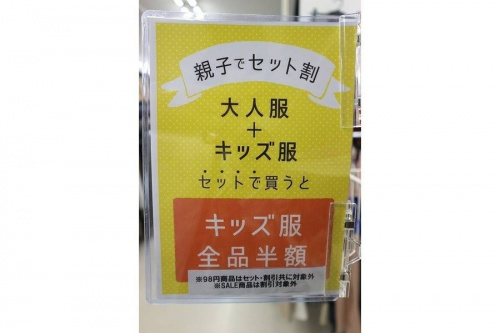 親子でセット割
大人服
+
キッズ服
セットで買うと
キッズ服
全品半額
※98円商品はセット・割引共に対象外
※SALE商品は割引対象外